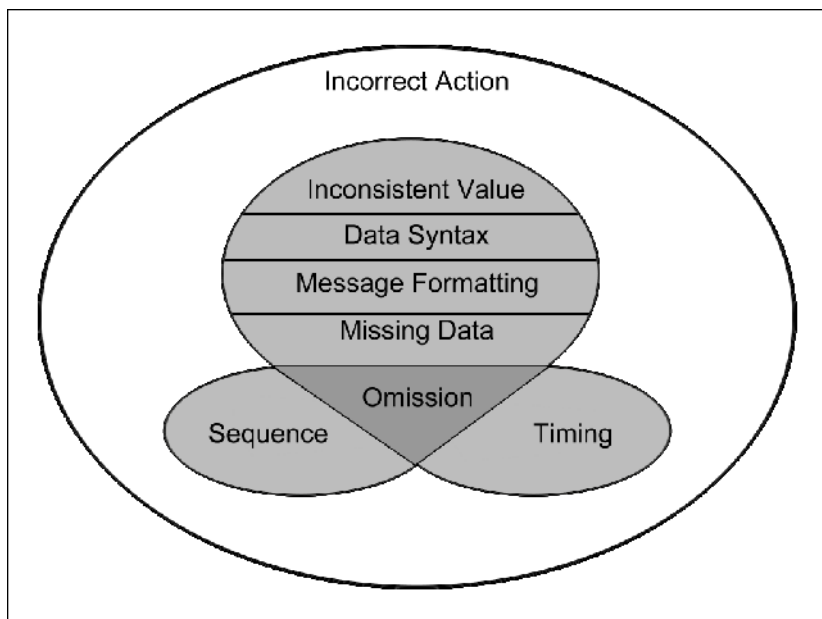 Incorrect Action
Inconsistent Value
Data Syntax
Message Formatting
Missing Data
Omission
Sequence
Timing